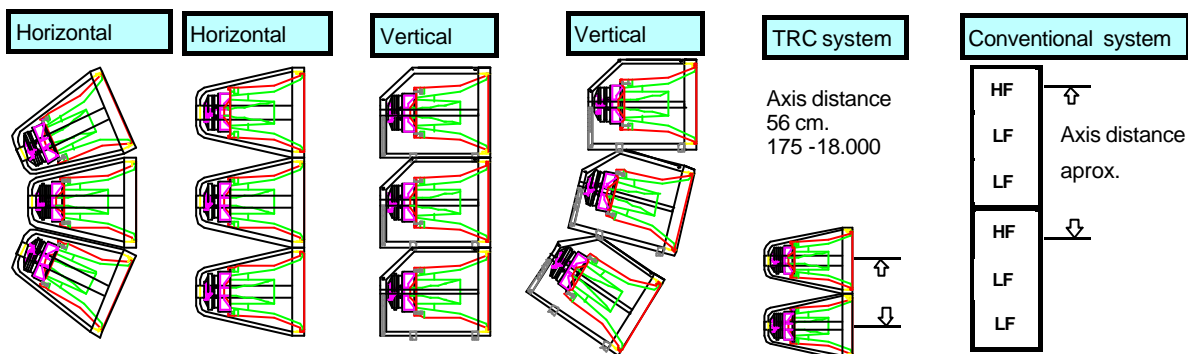 Horizontal
Horizontal
Vertical
Vertical
TRC system
Conventional system
Axis distance
56 cm.
175 -18.000
HF
LF
LF
Axis distance
aprox.
HF
LF
LF